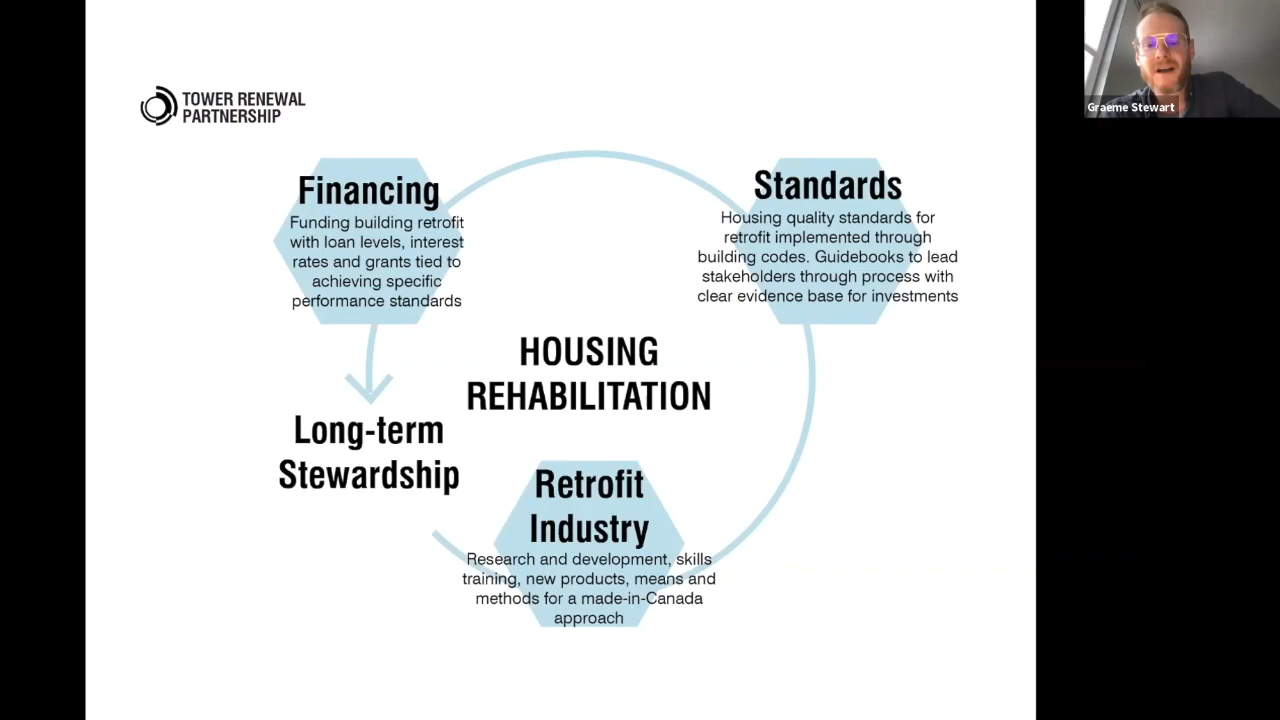 TOWER RENEWAL
PARTNERSHIP
Graeme Stewart
Financing
Funding building retrofit
with loan levels, interest
rates and grants tied to
achieving specific
performance standards
Standards
Housing quality standards for
retrofit implemented through
building codes. Guidebooks to lead
stakeholders through process with
clear evidence base for investments
HOUSING
REHABILITATION
Long-term
Stewardship
Retrofit
Industry
Research and development, skills
training, new products, means and
methods for a made-in-Canada
approach